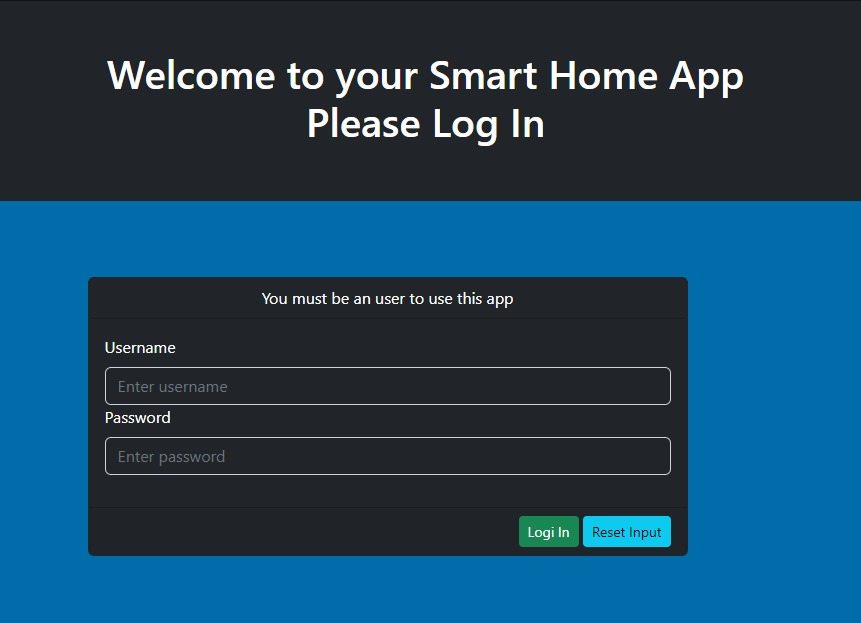 Welcome to your Smart Home App
Please Log In
You must be an user to use this app
Username
Enter username
Password
Enter password
Logi In
Reset Input